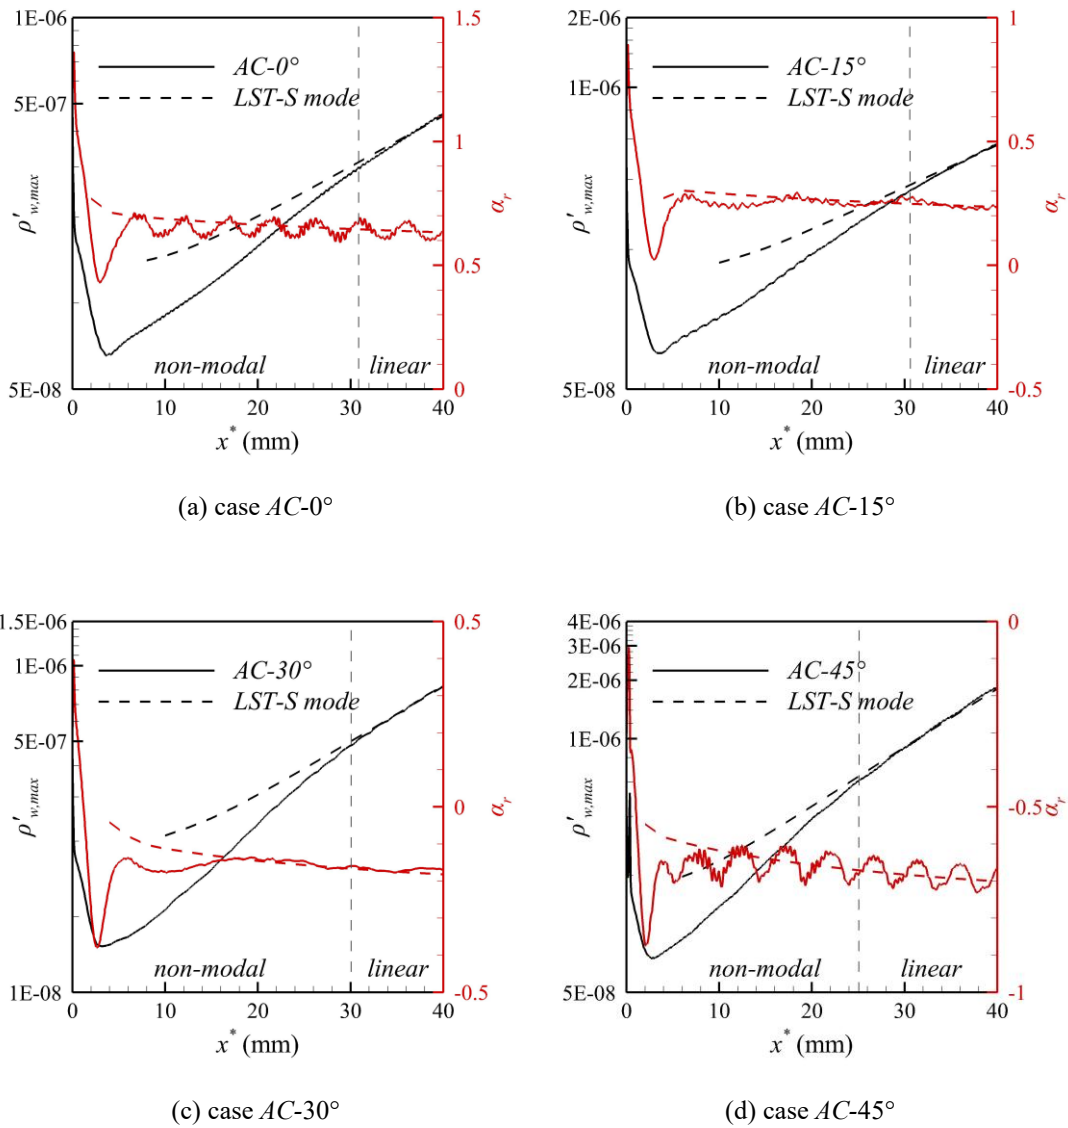 1E-06
5E-07
5E-08
ρ'w,max
AC-0°
LST-S mode
non-modal
linear
1.5
1
0.5
0
αr
0 10 20 30 40
x* (mm)
(a) case AC-0°
2E-06
1E-06
5E-08
ρ'w,max
AC-15°
LST-S mode
non-modal
linear
1
0.5
0
-0.5
αr
0 10 20 30 40
x* (mm)
(b) case AC-15°
1.5E-06
1E-06
5E-07
1E-08
ρ'w,max
AC-30°
LST-S mode
non-modal
linear
0.5
0
-0.5
αr
0 10 20 30 40
x* (mm)
(c) case AC-30°
4E-06
3E-06
2E-06
1E-06
5E-08
ρ'w,max
AC-45°
LST-S mode
non-modal
linear
0
-0.5
-1
αr
0 10 20 30 40
x* (mm)
(d) case AC-45°